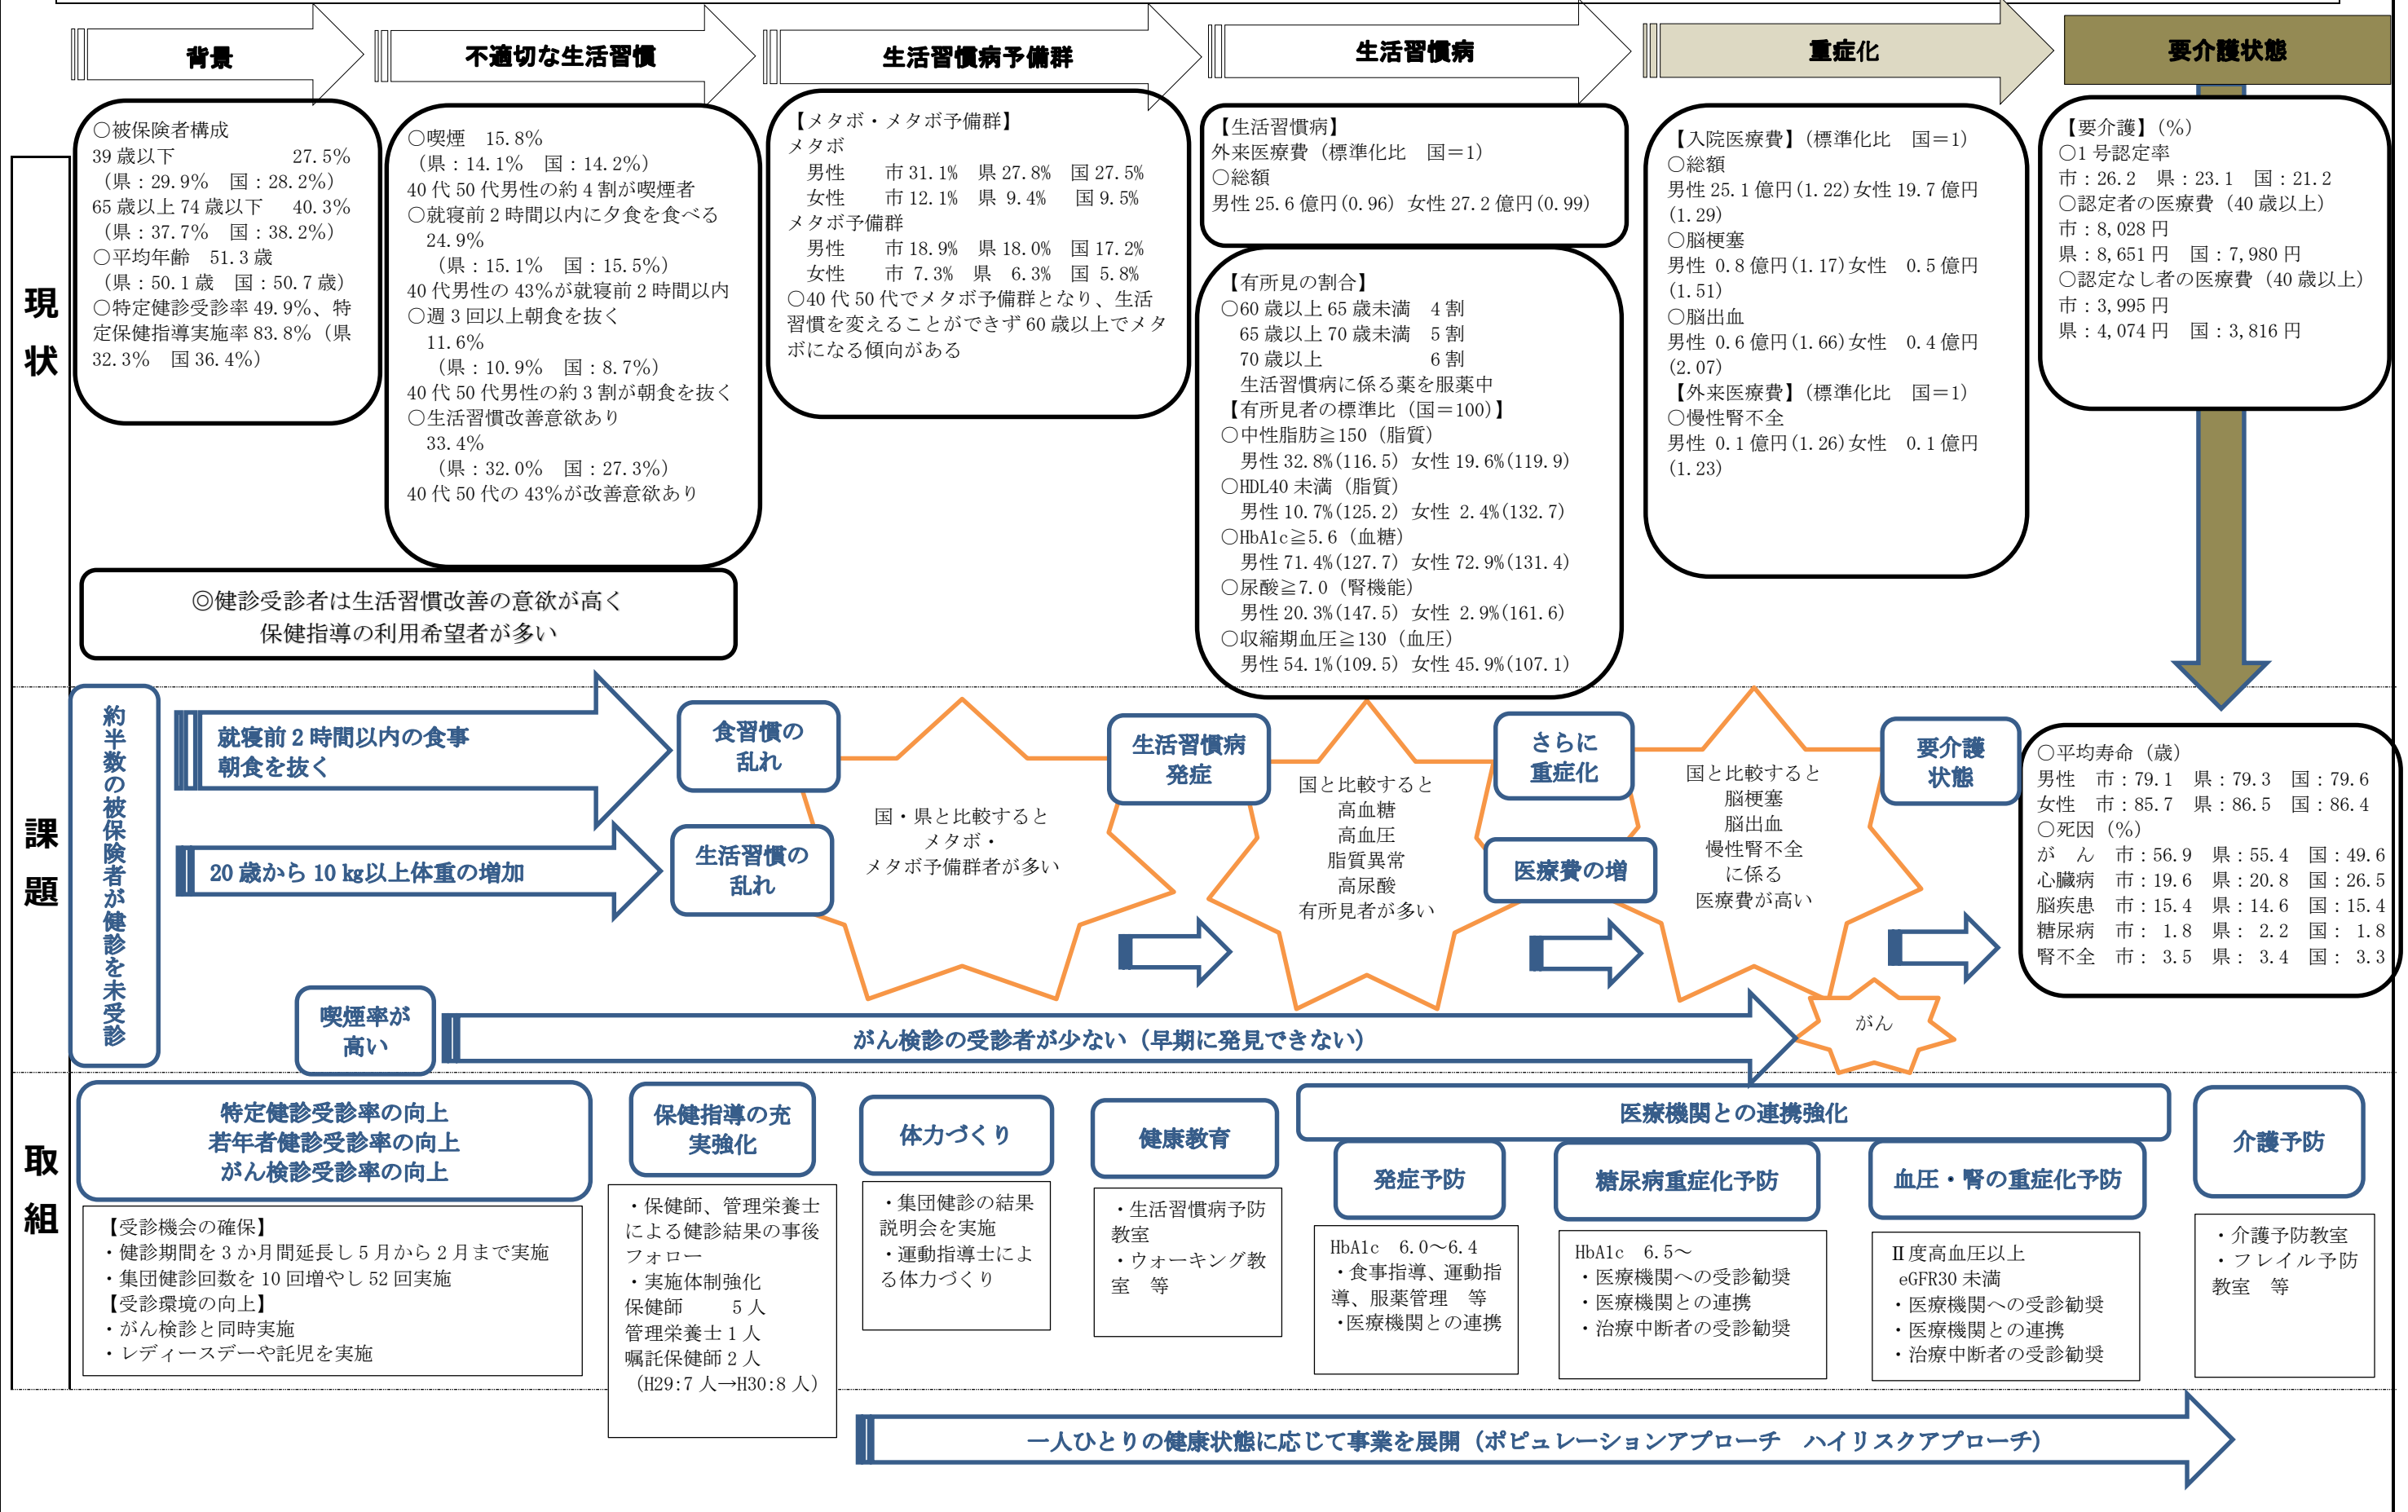 背景
不適切な生活習慣
生活習慣病予備群
生活習慣病
重症化
要介護状態
現状
○被保険者構成
39歳以下 27.5%
(県:29.9% 国:28.2%)
65歳以上74歳以下 40.3%
(県:37.7% 国:38.2%)
○平均年齢 51.3歳
(県:50.1歳 国:50.7歳)
○特定健診受診率49.9%、特
定保健指導実施率83.8%(県
32.3% 国36.4%)
○喫煙 15.8%
(県:14.1% 国:14.2%)
40代50代男性の約4割が喫煙者
○就寝前2時間以内に夕食を食べる
24.9%
(県:15.1% 国:15.5%)
40代男性の43%が就寝前2時間以内
○週3回以上朝食を抜く
11.6%
(県:10.9% 国:8.7%)
40代50代男性の約3割が朝食を抜く
○生活習慣改善意欲あり
33.4%
(県:32.0% 国:27.3%)
40代50代の43%が改善意欲あり
◎健診受診者は生活習慣改善の意欲が高く
保健指導の利用希望者が多い
【メタボ・メタボ予備群】
メタボ
男性 市31.1% 県27.8% 国27.5%
女性 市12.1% 県 9.4% 国 9.5%
メタボ予備群
男性 市18.9% 県18.0% 国17.2%
女性 市 7.3% 県 6.3% 国 5.8%
○40代50代でメタボ予備群となり、生活
習慣を変えることができず60歳以上でメタ
ボになる傾向がある
【生活習慣病】
外来医療費(標準化比 国=1)
○総額
男性25.6億円(0.96) 女性27.2億円(0.99)
【有所見の割合】
○60歳以上65歳未満 4割
65歳以上70歳未満 5割
70歳以上 6割
生活習慣病に係る薬を服薬中
【有所見者の標準比(国=100)】
○中性脂肪≧150(脂質)
男性32.8%(116.5) 女性19.6%(119.9)
○HDL40未満(脂質)
男性10.7%(125.2) 女性 2.4%(132.7)
○HbA1c≧5.6(血糖)
男性71.4%(127.7) 女性72.9%(131.4)
○尿酸≧7.0(腎機能)
男性20.3%(147.5) 女性 2.9%(161.6)
○収縮期血圧≧130(血圧)
男性54.1%(109.5) 女性45.9%(107.1)
【入院医療費】(標準化比 国=1)
○総額
男性25.1億円(1.22)女性19.7億円
(1.29)
○脳梗塞
男性 0.8億円(1.17)女性 0.5億円
(1.51)
○脳出血
男性 0.6億円(1.66)女性 0.4億円
(2.07)
【外来医療費】(標準化比 国=1)
○慢性腎不全
男性 0.1億円(1.26)女性 0.1億円
(1.23)
【要介護】(%)
○1号認定率
市:26.2 県:23.1 国:21.2
○認定者の医療費(40歳以上)
市:8,028円
県:8,651円 国:7,980円
○認定なし者の医療費(40歳以上)
市:3,995円
県:4,074円 国:3,816円
課題
約半数の被保険者が健診を未受診
就寝前2時間以内の食事
朝食を抜く
20歳から10㎏以上体重の増加
食習慣の
乱れ
生活習慣の
乱れ
国・県と比較すると
メタボ・
メタボ予備群者が多い
生活習慣病
発症
国と比較すると
高血糖
高血圧
脂質異常
高尿酸
有所見者が多い
さらに
重症化
医療費の増
国と比較すると
脳梗塞
脳出血
慢性腎不全
に係る
医療費が高い
要介護
状態
○平均寿命(歳)
男性 市:79.1 県:79.3 国:79.6
女性 市:85.7 県:86.5 国:86.4
○死因(%)
が ん 市:56.9 県:55.4 国:49.6
心臓病 市:19.6 県:20.8 国:26.5
脳疾患 市:15.4 県:14.6 国:15.4
糖尿病 市: 1.8 県: 2.2 国: 1.8
腎不全 市: 3.5 県: 3.4 国: 3.3
喫煙率が
高い
がん検診の受診者が少ない(早期に発見できない)
がん
取組
特定健診受診率の向上
若年者健診受診率の向上
がん検診受診率の向上
【受診機会の確保】
・健診期間を3か月間延長し5月から2月まで実施
・集団健診回数を10回増やし52回実施
【受診環境の向上】
・がん検診と同時実施
・レディースデーや託児を実施
保健指導の充
実強化
・保健師、管理栄養士
による健診結果の事後
フォロー
・実施体制強化
保健師 5人
管理栄養士1人
嘱託保健師2人
(H29:7人→H30:8人)
体力づくり
・集団健診の結果
説明会を実施
・運動指導士によ
る体力づくり
健康教育
・生活習慣病予防
教室
・ウォーキング教
室 等
医療機関との連携強化
発症予防
HbA1c 6.0～6.4
・食事指導、運動指
導、服薬管理 等
・医療機関との連携
糖尿病重症化予防
HbA1c 6.5～
・医療機関への受診勧奨
・医療機関との連携
・治療中断者の受診勧奨
血圧・腎の重症化予防
Ⅱ度高血圧以上
eGFR30未満
・医療機関への受診勧奨
・医療機関との連携
・治療中断者の受診勧奨
介護予防
・介護予防教室
・フレイル予防
教室 等
一人ひとりの健康状態に応じて事業を展開(ポピュレーションアプローチ ハイリスクアプローチ)